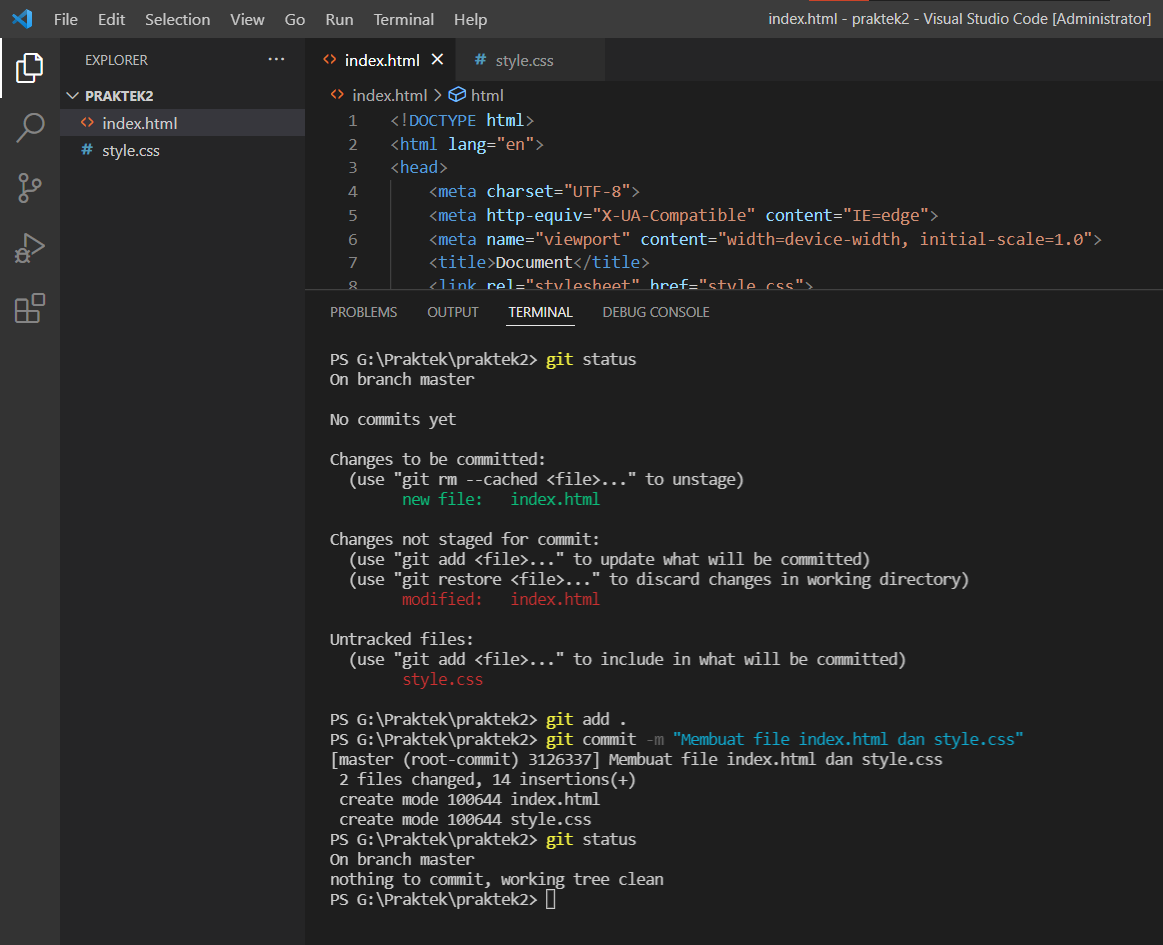 File Edit Selection View Go Run Terminal Help index.html - praktek2 - Visual Studio Code [Administrator]
EXPLORER ···
PRAKTEK2
<> index.html
# style.css
<> index.html × # style.css
<> index.html > html
1 <!DOCTYPE html>
2 <html lang="en">
3 <head>
4 <meta charset="UTF-8">
5 <meta http-equiv="X-UA-Compatible" content="IE=edge">
6 <meta name="viewport" content="width=device-width, initial-scale=1.0">
7 <title>Document</title>
8 <link rel="stylesheet" href="style.css">
PROBLEMS OUTPUT TERMINAL DEBUG CONSOLE
PS G:\Praktek\praktek2> git status
On branch master
No commits yet
Changes to be committed:
(use "git rm --cached <file>..." to unstage)
new file: index.html
Changes not staged for commit:
(use "git add <file>..." to update what will be committed)
(use "git restore <file>..." to discard changes in working directory)
modified: index.html
Untracked files:
(use "git add <file>..." to include in what will be committed)
style.css
PS G:\Praktek\praktek2> git add .
PS G:\Praktek\praktek2> git commit -m "Membuat file index.html dan style.css"
[master (root-commit) 3126337] Membuat file index.html dan style.css
2 files changed, 14 insertions(+)
create mode 100644 index.html
create mode 100644 style.css
PS G:\Praktek\praktek2> git status
On branch master
nothing to commit, working tree clean
PS G:\Praktek\praktek2>